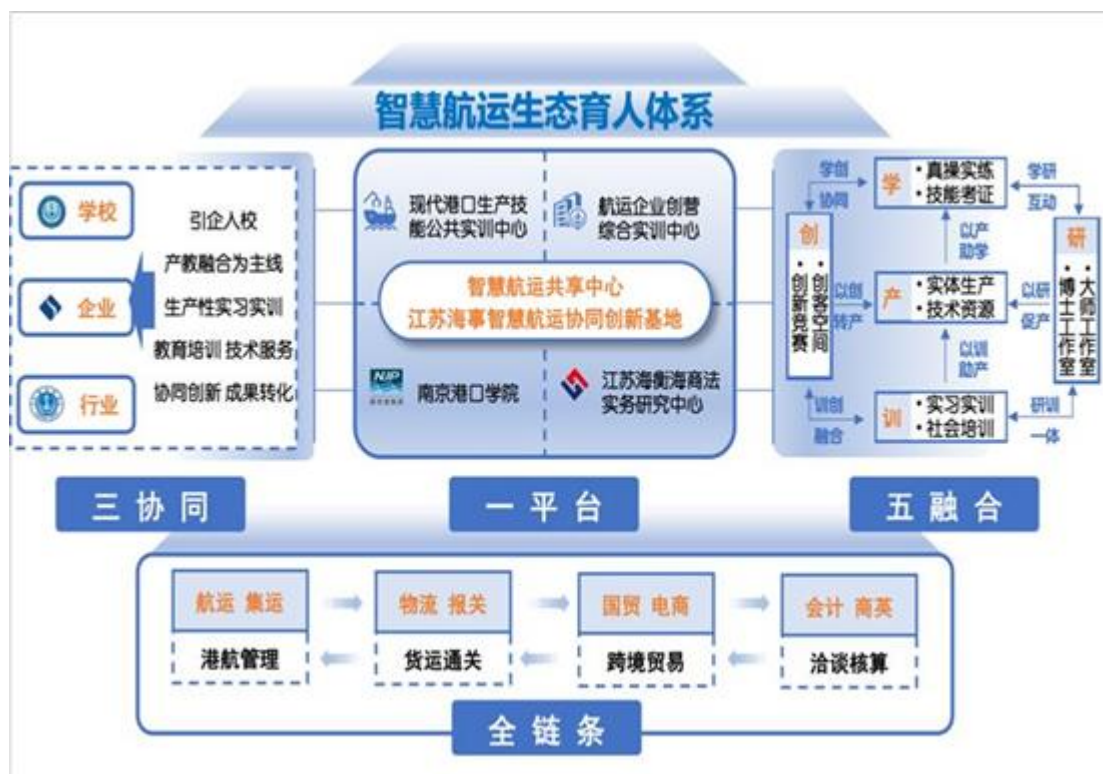 智慧航运生态育人体系
学校
企业
行业
引企入校
产教融合为主线
生产性实习实训
教育培训 技术服务
协同创新 成果转化
三协同
现代港口生产技
能公共实训中心
航运企业创营
综合实训中心
智慧航运共享中心
江苏海事智慧航运协同创新基地
NJP
南京港口学院
江苏海衡海商法
实务研究中心
一平台
学创
协同
学
• 真操实练
• 技能考证
学研
互动
创
• 创客空间
• 创新竞赛
以产
助学
研
• 大师工作室
• 博士工作室
以创
转产
产
• 实体生产
• 技术资源
以研
促产
以训
助产
训创
融合
训
• 实习实训
• 社会培训
研训
一体
五融合
航运 集运
物流 报关
国贸 电商
会计 商英
港航管理
货运通关
跨境贸易
洽谈核算
全链条